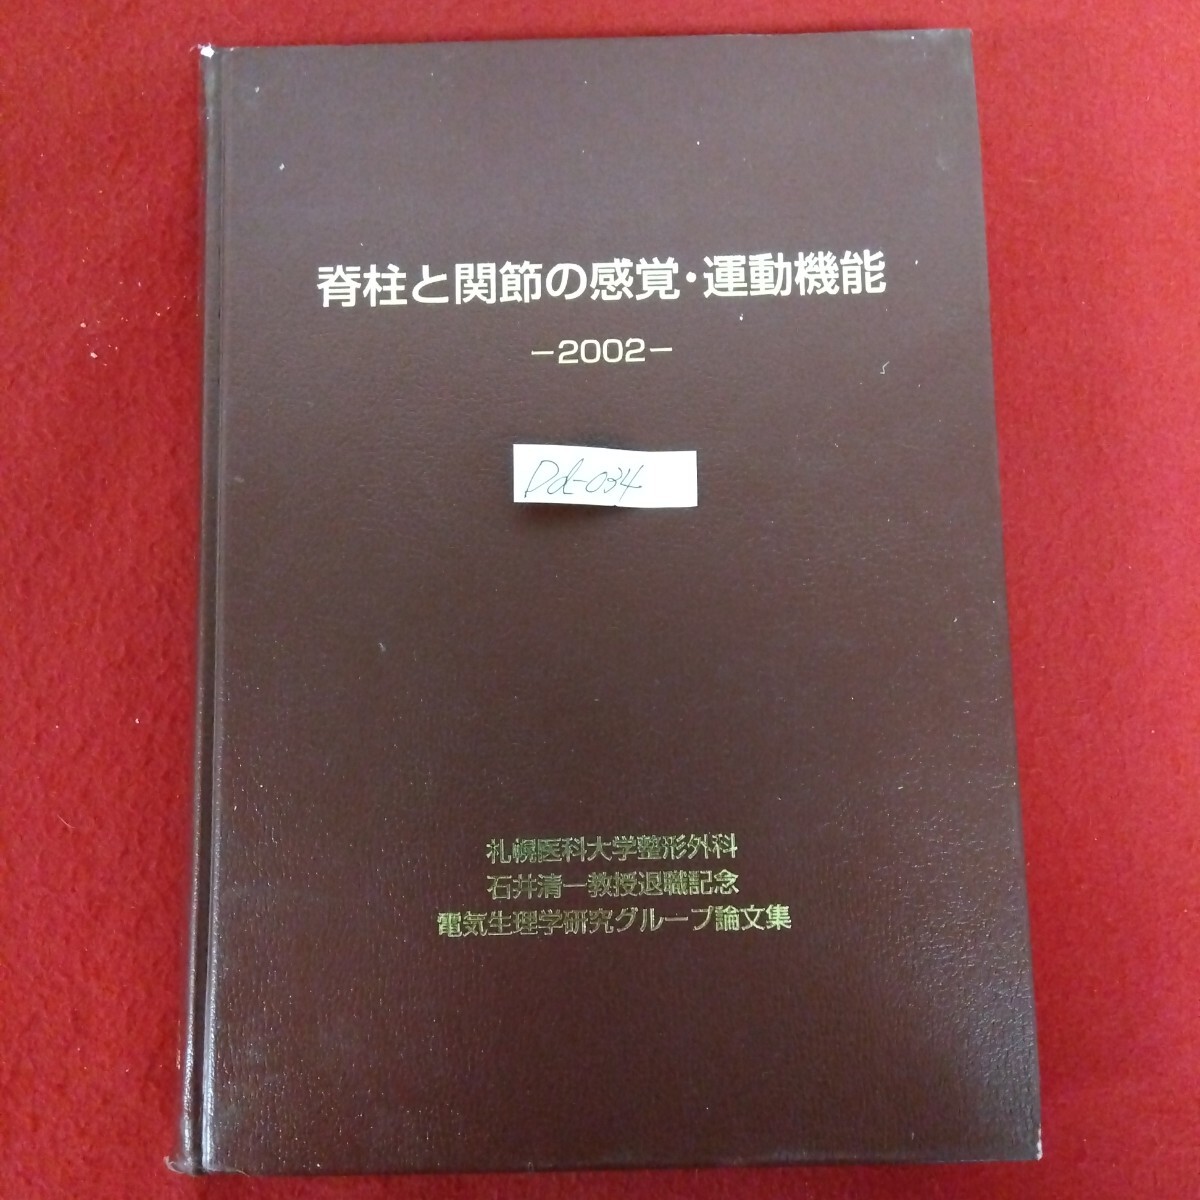 脊柱と関節の感覚・運動機能
－2002－
Dd-034
札幌医科大学整形外科
石井清一教授退職記念
電気生理学研究グループ論文集